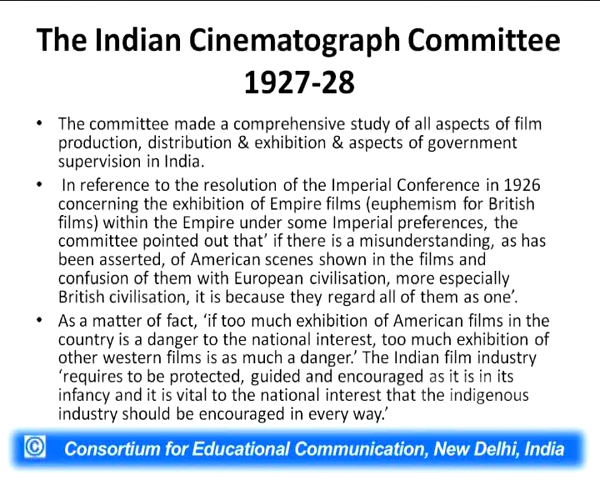 The Indian Cinematograph Committee
1927-28
• The committee made a comprehensive study of all aspects of film
production, distribution & exhibition & aspects of government
supervision in India.
• In reference to the resolution of the Imperial Conference in 1926
concerning the exhibition of Empire films (euphemism for British
films) within the Empire under some Imperial preferences, the
committee pointed out that' if there is a misunderstanding, as has
been asserted, of American scenes shown in the films and
confusion of them with European civilisation, more especially
British civilisation, it is because they regard all of them as one'.
• As a matter of fact, 'if too much exhibition of American films in the
country is a danger to the national interest, too much exhibition of
other western films is as much a danger.' The Indian film industry
'requires to be protected, guided and encouraged as it is in its
infancy and it is vital to the national interest that the indigenous
industry should be encouraged in every way.'
© Consortium for Educational Communication, New Delhi, India